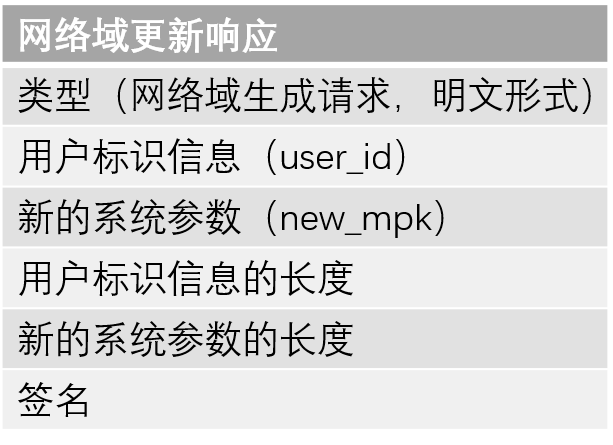 网络域更新响应
类型（网络域生成请求，明文形式）
用户标识信息（user_id）
新的系统参数（new_mpk）
用户标识信息的长度
新的系统参数的长度
签名